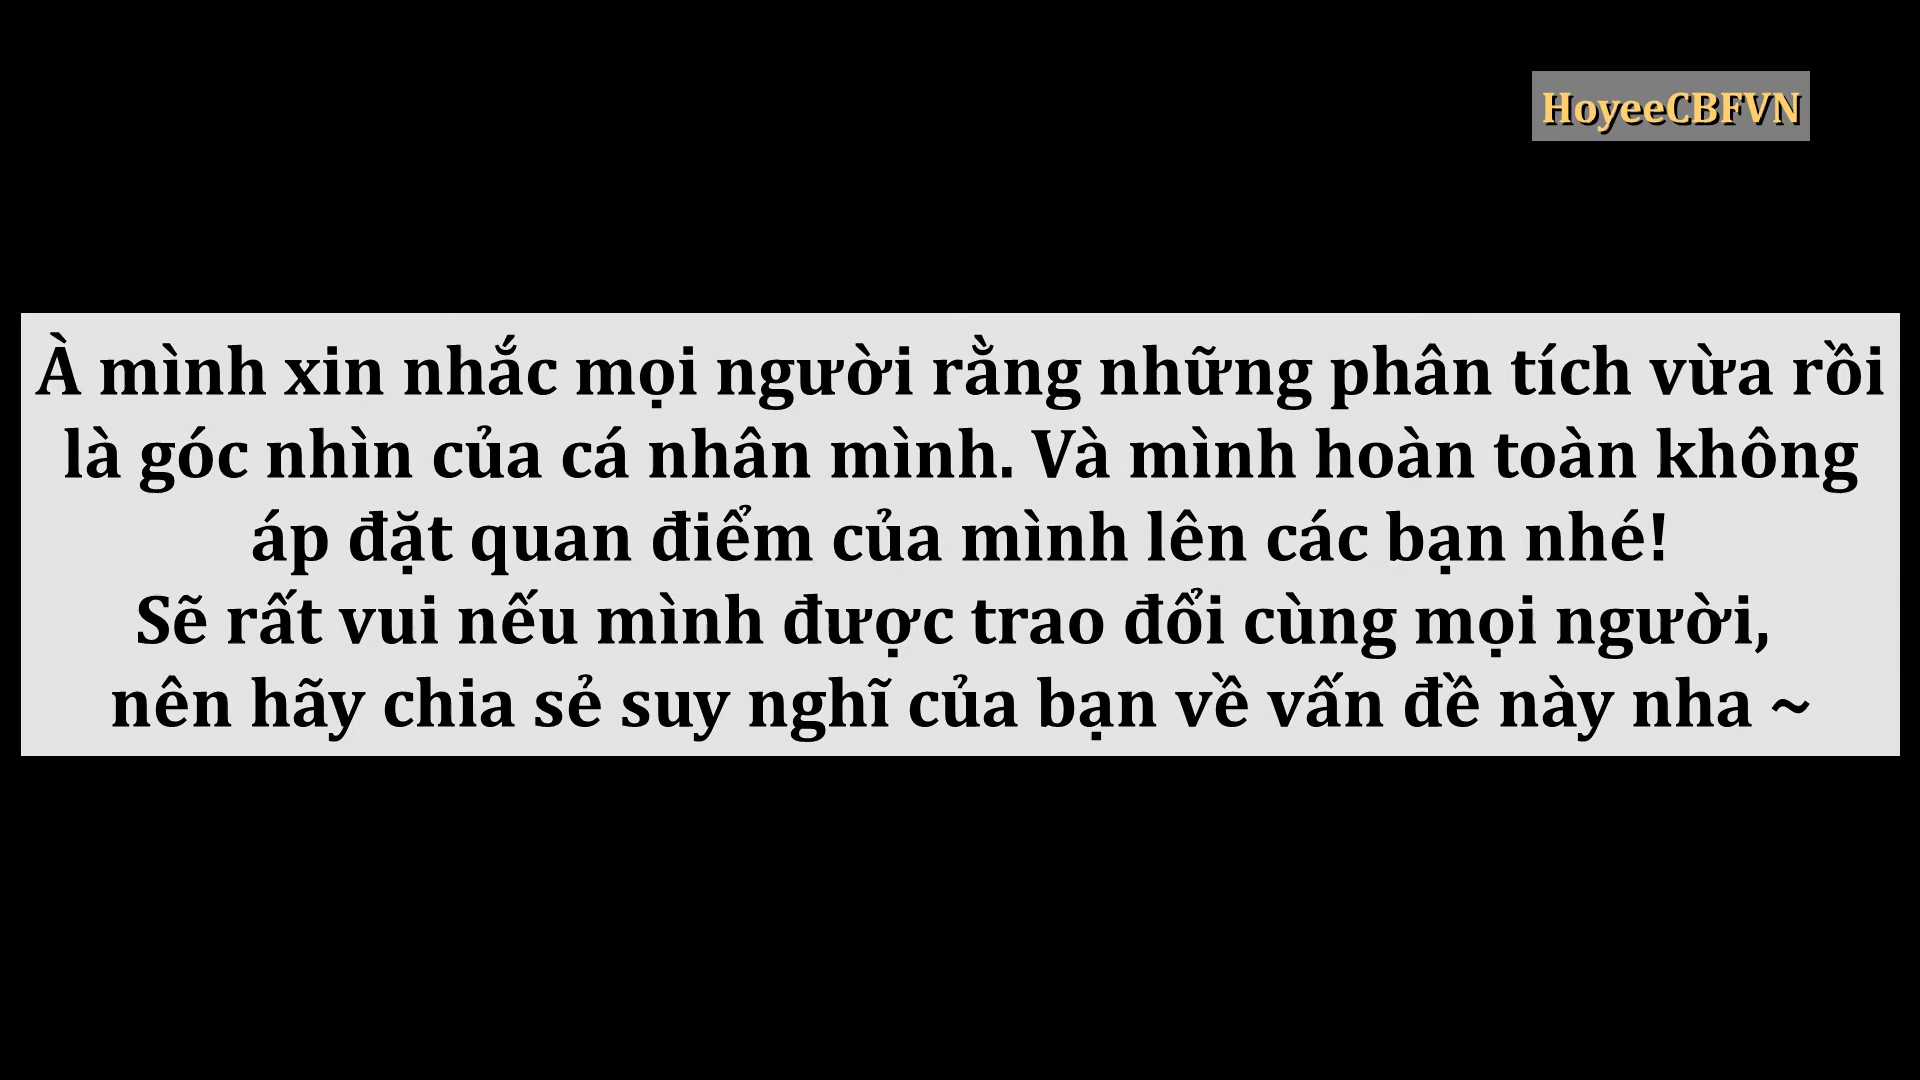 HoyeeCBFVN
À mình xin nhắc mọi người rằng những phân tích vừa rồi
là góc nhìn của cá nhân mình. Và mình hoàn toàn không
áp đặt quan điểm của mình lên các bạn nhé!
Sẽ rất vui nếu mình được trao đổi cùng mọi người,
nên hãy chia sẻ suy nghĩ của bạn về vấn đề này nha ~